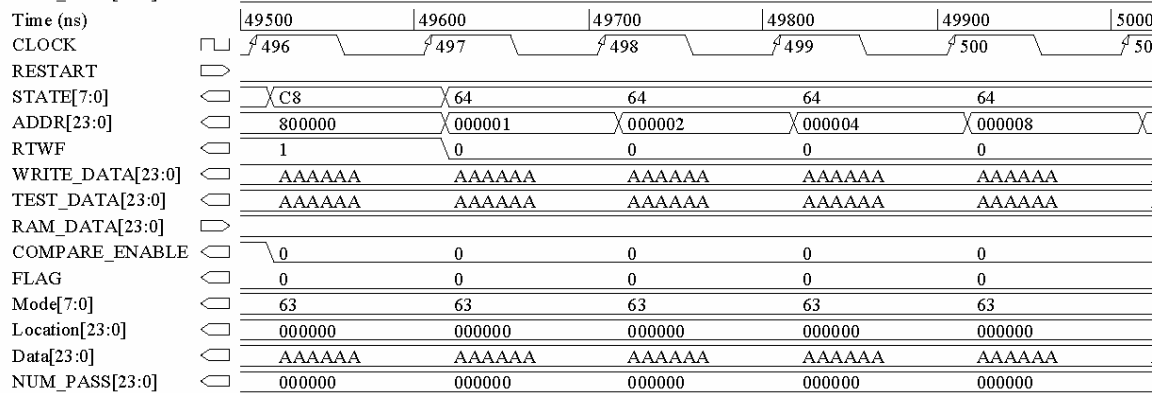 Time (ns) 49500 49600 49700 49800 49900 5000
CLOCK 496 497 498 499 500 50
RESTART
STATE[7:0] C8 64 64 64 64
ADDR[23:0] 800000 000001 000002 000004 000008
RTWF 1 0 0 0 0
WRITE_DATA[23:0] AAAAAA AAAAAA AAAAAA AAAAAA AAAAAA
TEST_DATA[23:0] AAAAAA AAAAAA AAAAAA AAAAAA AAAAAA
RAM_DATA[23:0]
COMPARE_ENABLE 0 0 0 0 0
FLAG 0 0 0 0 0
Mode[7:0] 63 63 63 63 63
Location[23:0] 000000 000000 000000 000000 000000
Data[23:0] AAAAAA AAAAAA AAAAAA AAAAAA AAAAAA
NUM_PASS[23:0] 000000 000000 000000 000000 000000